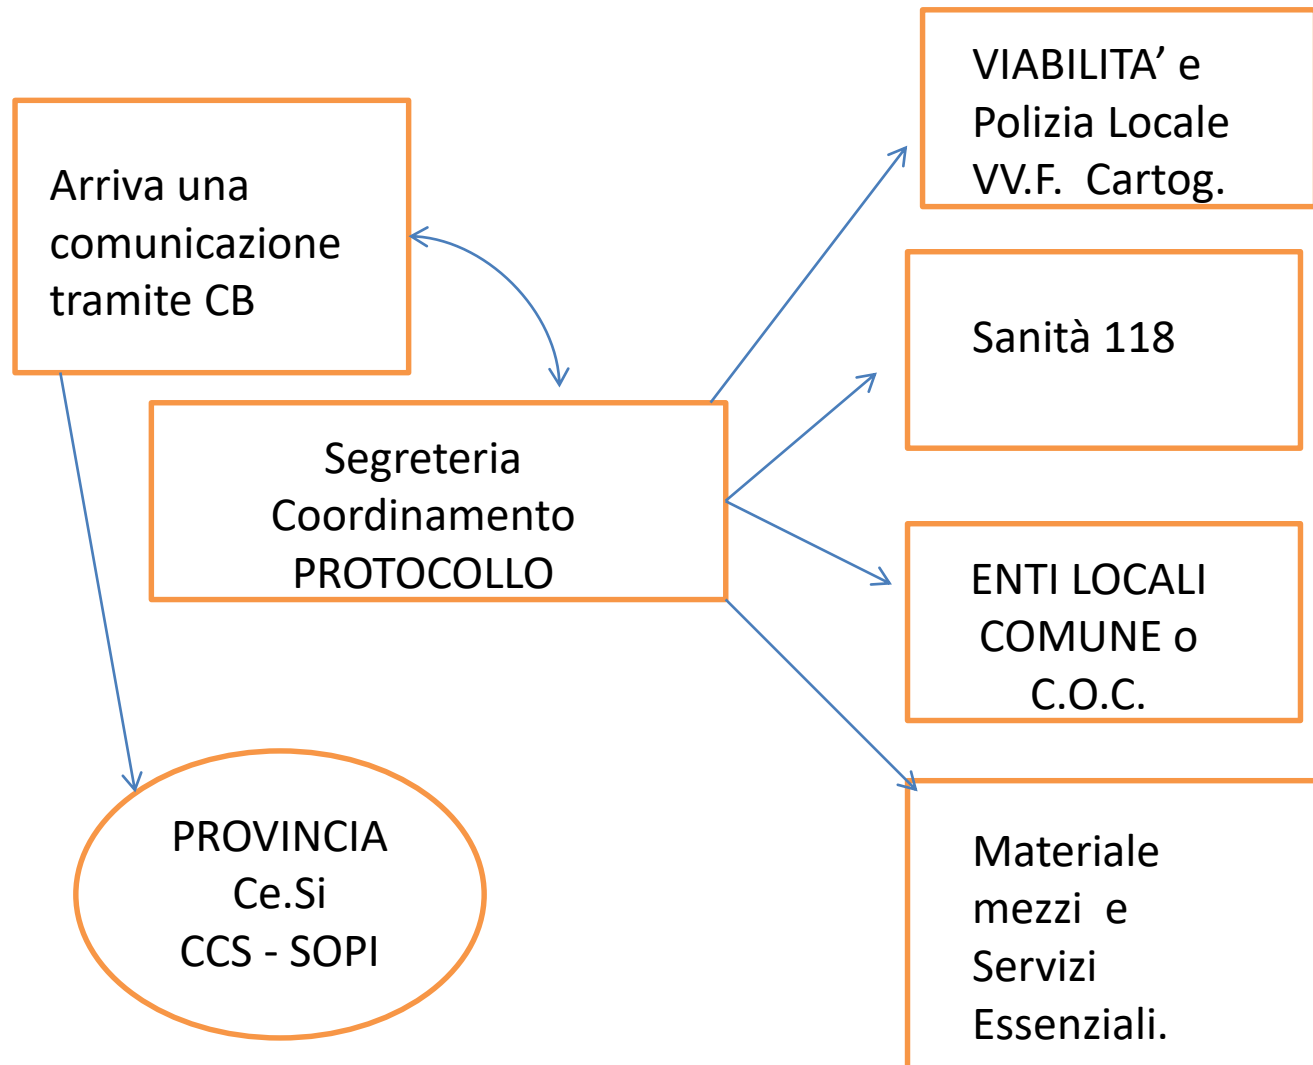 Arriva una
comunicazione
tramite CB
VIABILITA’ e
Polizia Locale
VV.F. Cartog.
Sanità 118
Segreteria
Coordinamento
PROTOCOLLO
ENTI LOCALI
COMUNE o
C.O.C.
PROVINCIA
Ce.Si
CCS - SOPI
Materiale
mezzi e
Servizi
Essenziali.